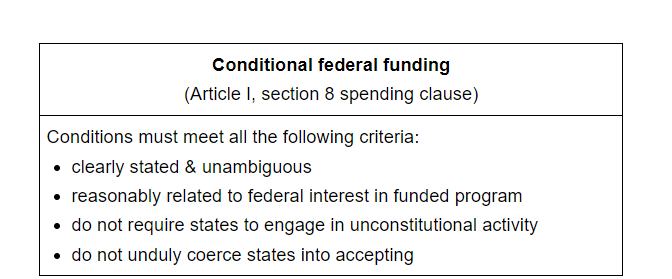 Conditional federal funding
(Article I, section 8 spending clause)
Conditions must meet all the following criteria:
• clearly stated & unambiguous
• reasonably related to federal interest in funded program
• do not require states to engage in unconstitutional activity
• do not unduly coerce states into accepting